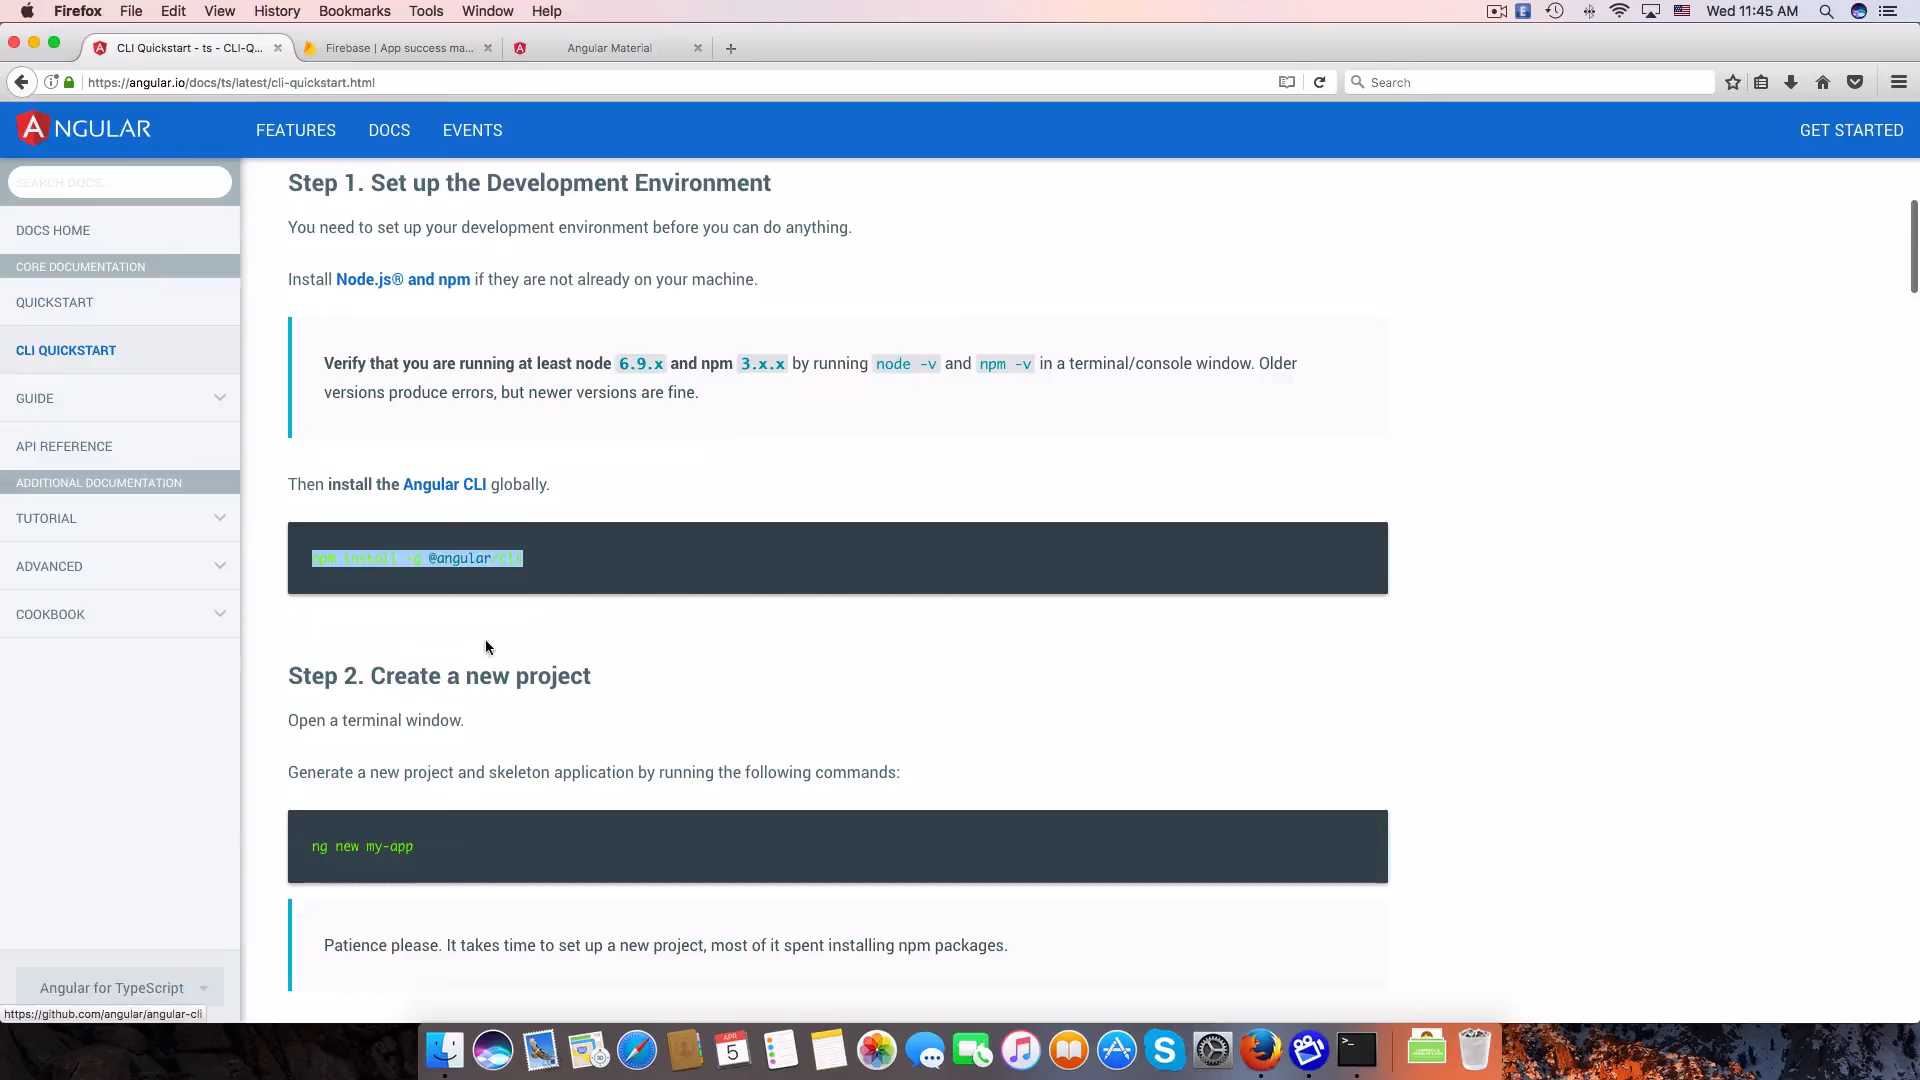 Firefox File Edit View History Bookmarks Tools Window Help
Wed 11:45 AM
CLI Quickstart - ts - CLI-Q...
Firebase | App success ma...
Angular Material
https://angular.io/docs/ts/latest/cli-quickstart.html
Search
ANGULAR
FEATURES DOCS EVENTS
GET STARTED
SEARCH DOCS...
DOCS HOME
CORE DOCUMENTATION
QUICKSTART
CLI QUICKSTART
GUIDE
API REFERENCE
ADDITIONAL DOCUMENTATION
TUTORIAL
ADVANCED
COOKBOOK
Angular for TypeScript
https://github.com/angular/angular-cli
Step 1. Set up the Development Environment
You need to set up your development environment before you can do anything.
Install Node.js® and npm if they are not already on your machine.
Verify that you are running at least node 6.9.x and npm 3.x.x by running node -v and npm -v in a terminal/console window. Older
versions produce errors, but newer versions are fine.
Then install the Angular CLI globally.
npm install -g @angular/cli
Step 2. Create a new project
Open a terminal window.
Generate a new project and skeleton application by running the following commands:
ng new my-app
Patience please. It takes time to set up a new project, most of it spent installing npm packages.
APR
5